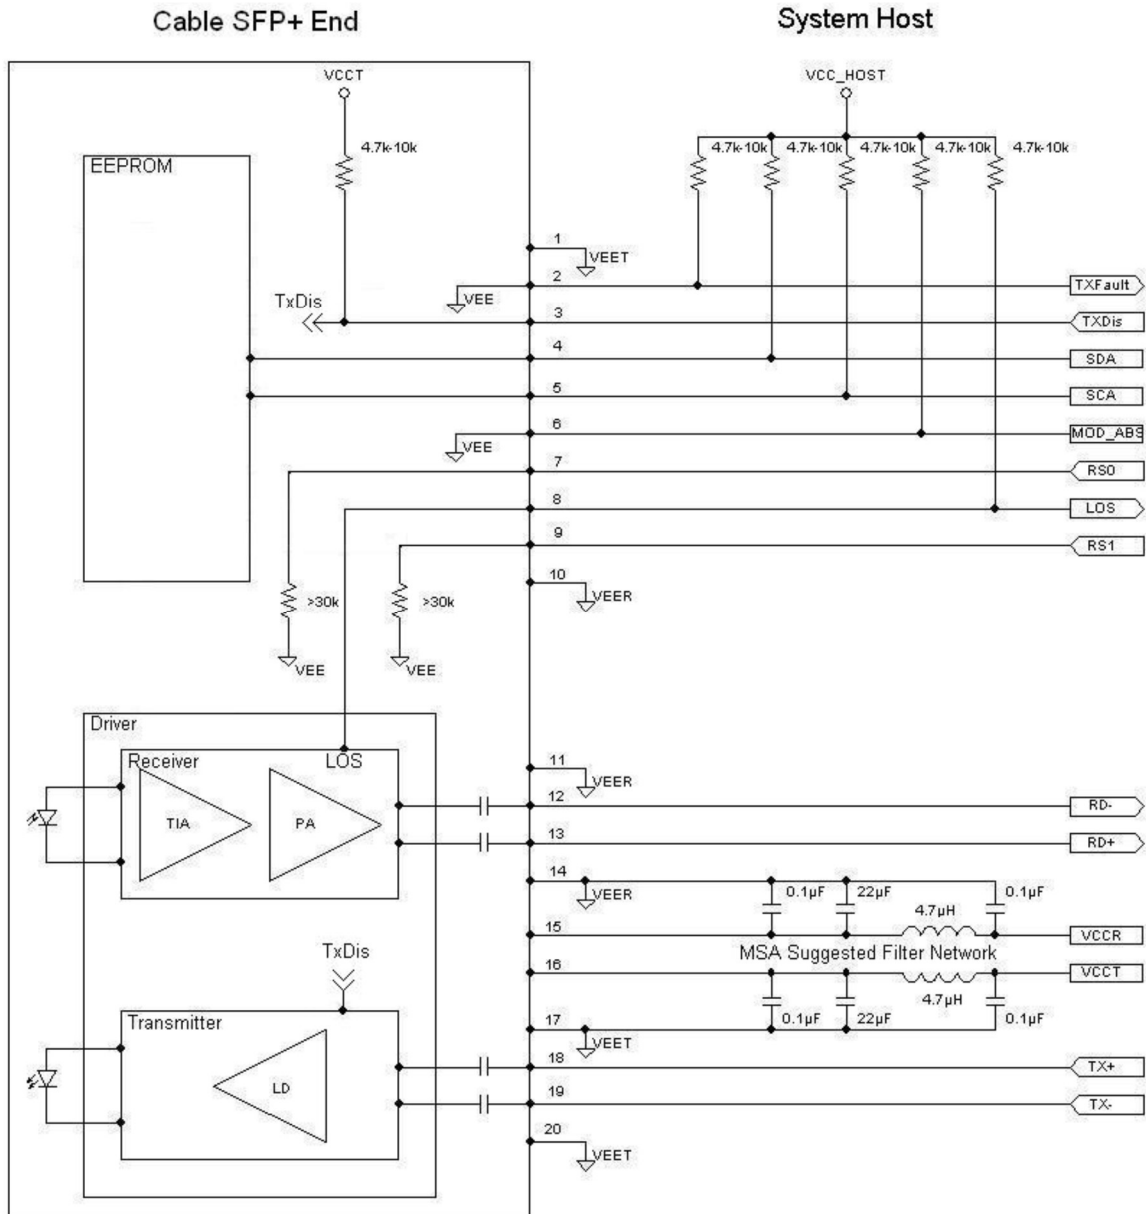 Cable SFP+ End
System Host
VCCT
VCC_HOST
4.7k-10k
4.7k-10k
4.7k-10k
4.7k-10k
4.7k-10k
4.7k-10k
EEPROM
1
VEET
2
VEE
TXFault
TxDis
3
TXDis
4
SDA
5
SCA
6
VEE
MOD_ABS
7
RS0
8
LOS
9
RS1
10
VEER
>30k
>30k
VEE
VEE
Driver
Receiver
LOS
TIA
PA
11
VEER
12
RD-
13
RD+
14
VEER
0.1µF
22µF
4.7µH
0.1µF
15
VCCR
MSA Suggested Filter Network
16
VCCT
TxDis
4.7µH
0.1µF
22µF
0.1µF
Transmitter
17
VEET
18
TX+
LD
19
TX-
20
VEET